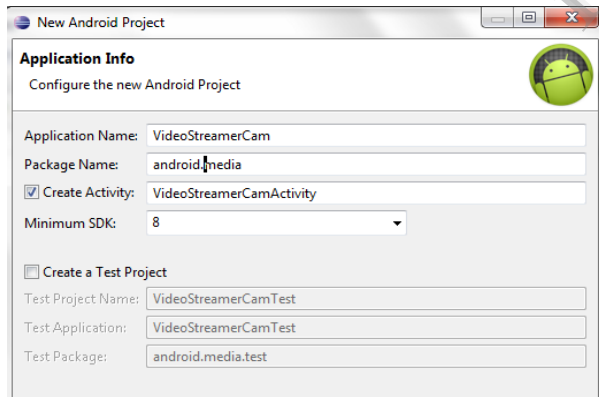 New Android Project
Application Info
Configure the new Android Project
Application Name: VideoStreamerCam
Package Name: android.media
Create Activity: VideoStreamerCamActivity
Minimum SDK: 8
Create a Test Project
Test Project Name: VideoStreamerCamTest
Test Application: VideoStreamerCamTest
Test Package: android.media.test